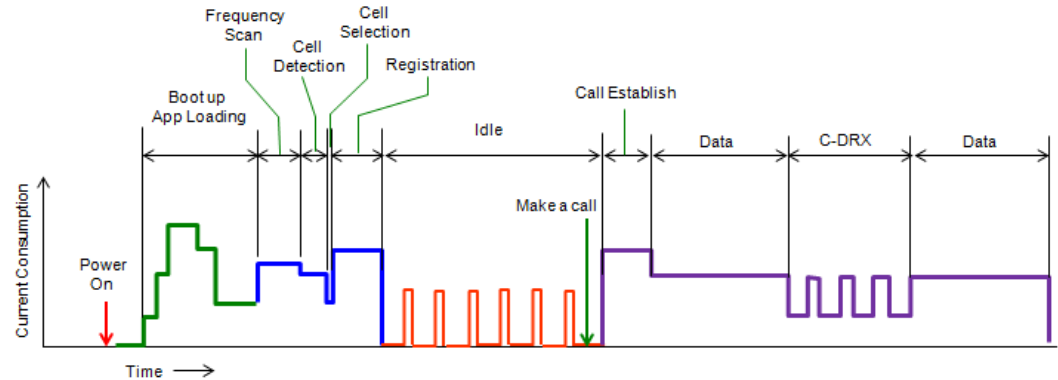 Frequency
Scan
Cell
Selection
Cell
Detection
Registration
Boot up
App Loading
Idle
Call Establish
Data
C-DRX
Data
Make a call
Power
On
Current Consumption
Time